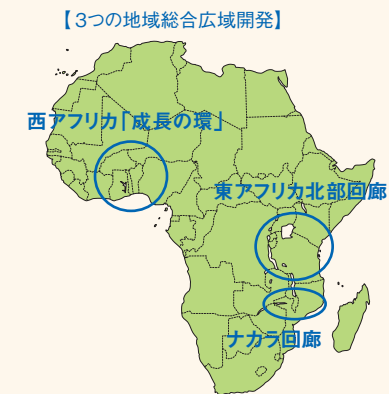 【3つの地域総合広域開発】
西アフリカ「成長の環」
東アフリカ北部回廊
ナカラ回廊